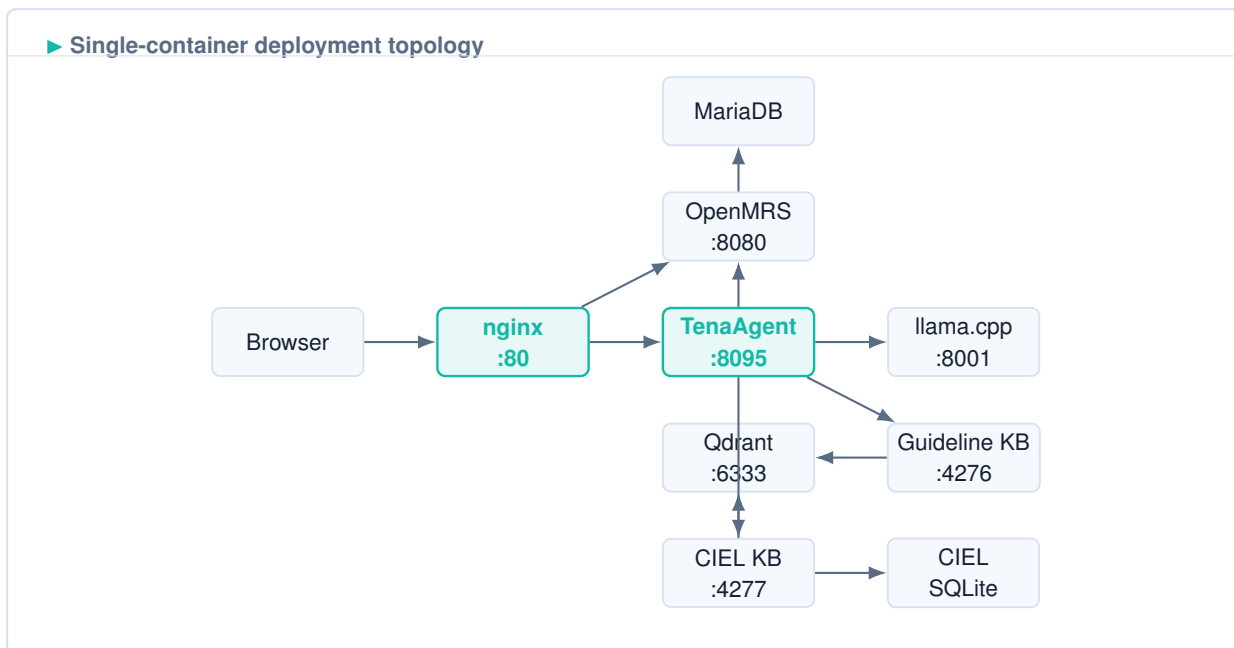 ► Single-container deployment topology
MariaDB
OpenMRS
:8080
Browser
nginx
:80
TenaAgent
:8095
llama.cpp
:8001
Qdrant
:6333
Guideline KB
:4276
CIEL KB
:4277
CIEL
SQLite